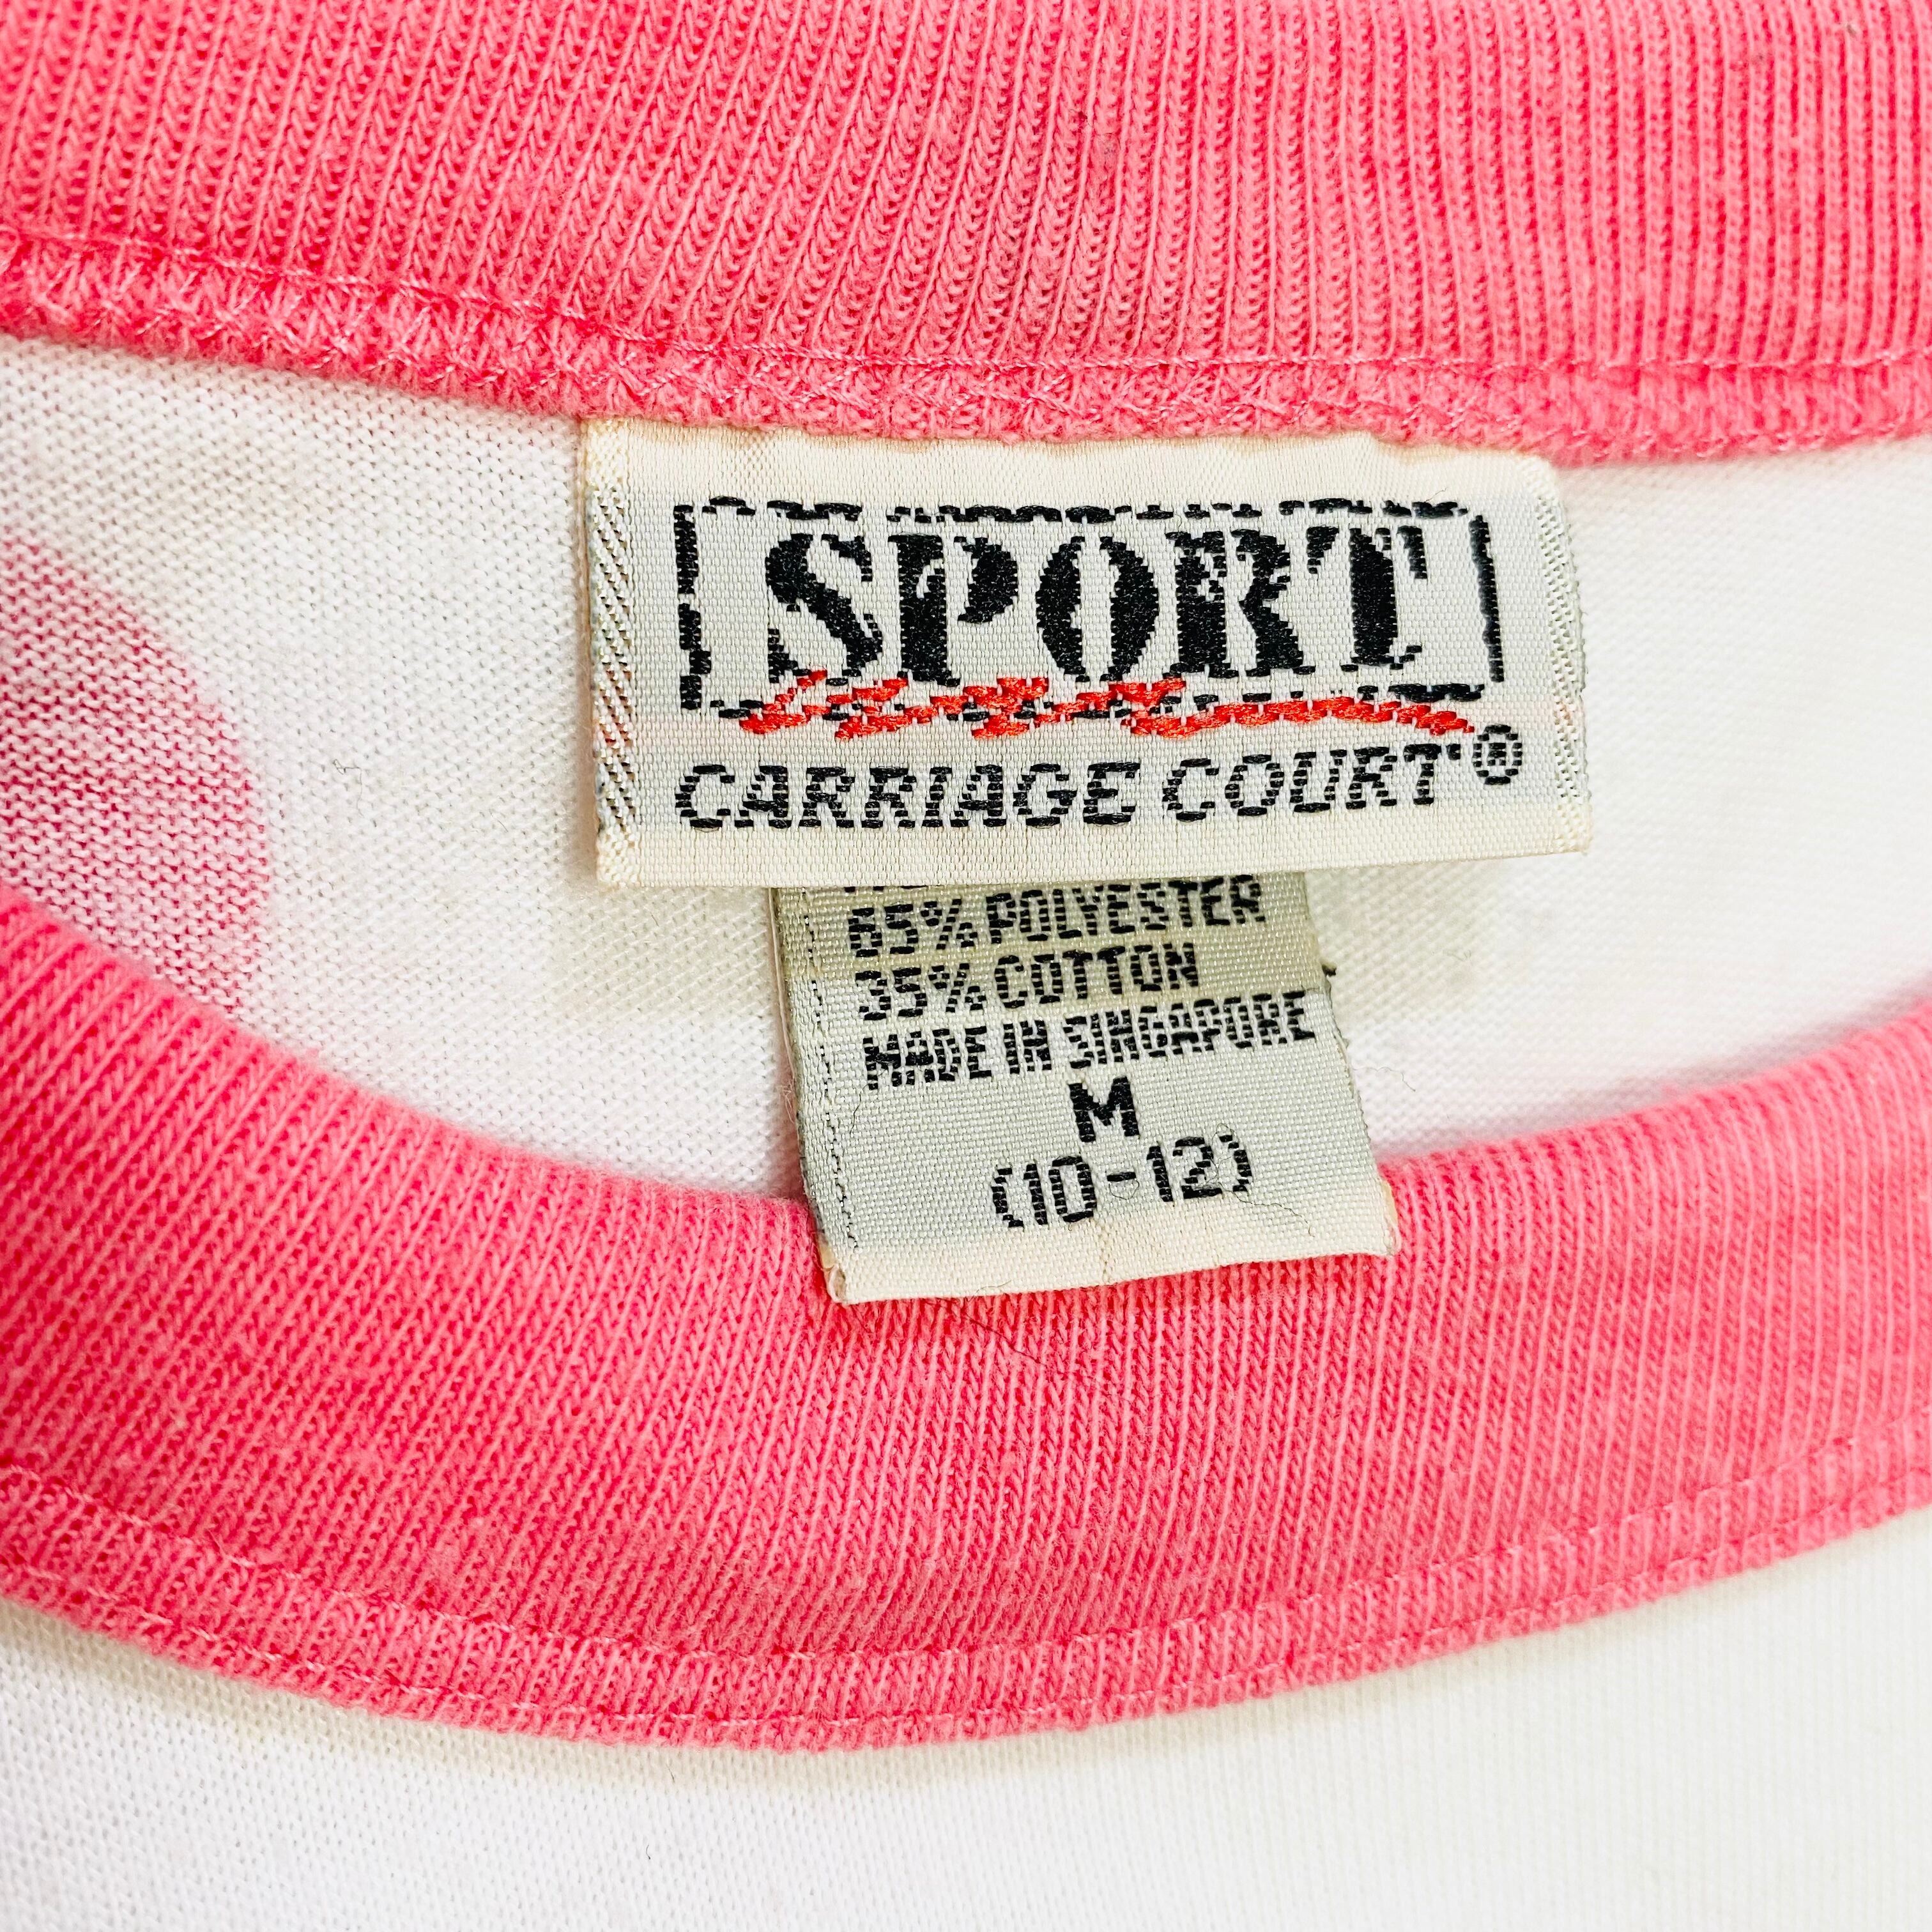 SPORT
CARRIAGE COURT®
65% POLYESTER
35% COTTON
MADE IN SINGAPORE
M
(10-12)